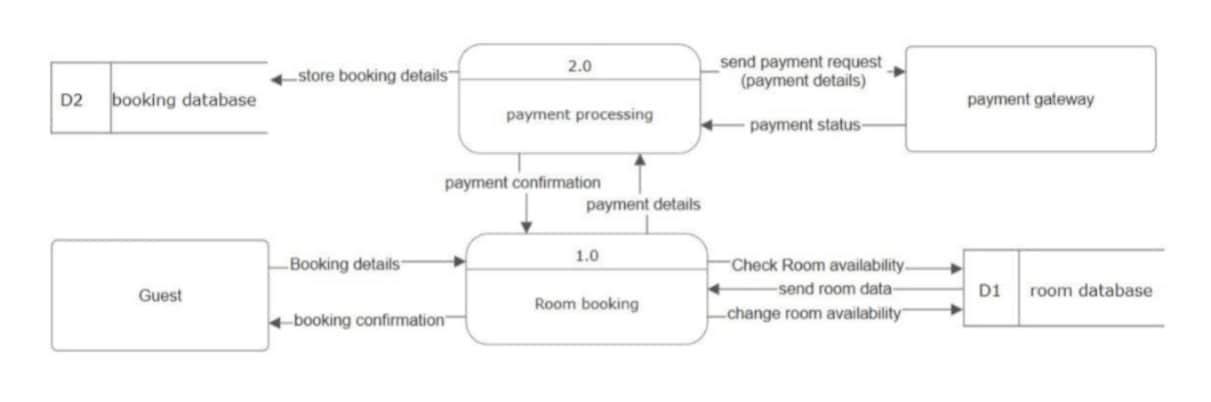 2.0
send payment request
(payment details)
store booking details
D2
booking database
payment processing
payment gateway
payment status
payment confirmation
payment details
1.0
Booking details
Check Room availability
Guest
Room booking
send room data
D1
room database
booking confirmation
change room availability